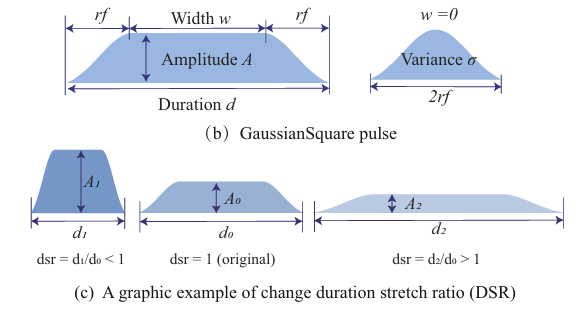 rf Width w rf w =0
Amplitude A Variance σ
Duration d 2rf
(b) GaussianSquare pulse
A₁ A₀ A₂
d₁ d₀ d₂
dsr = d₁/d₀ < 1 dsr = 1 (original) dsr = d₂/d₀ > 1
(c) A graphic example of change duration stretch ratio (DSR)